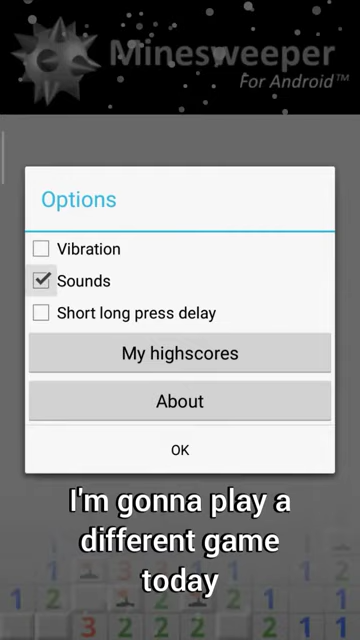 Minesweeper
For Android™
Options
Vibration
Sounds
Short long press delay
My highscores
About
OK
I'm gonna play a
different game
today